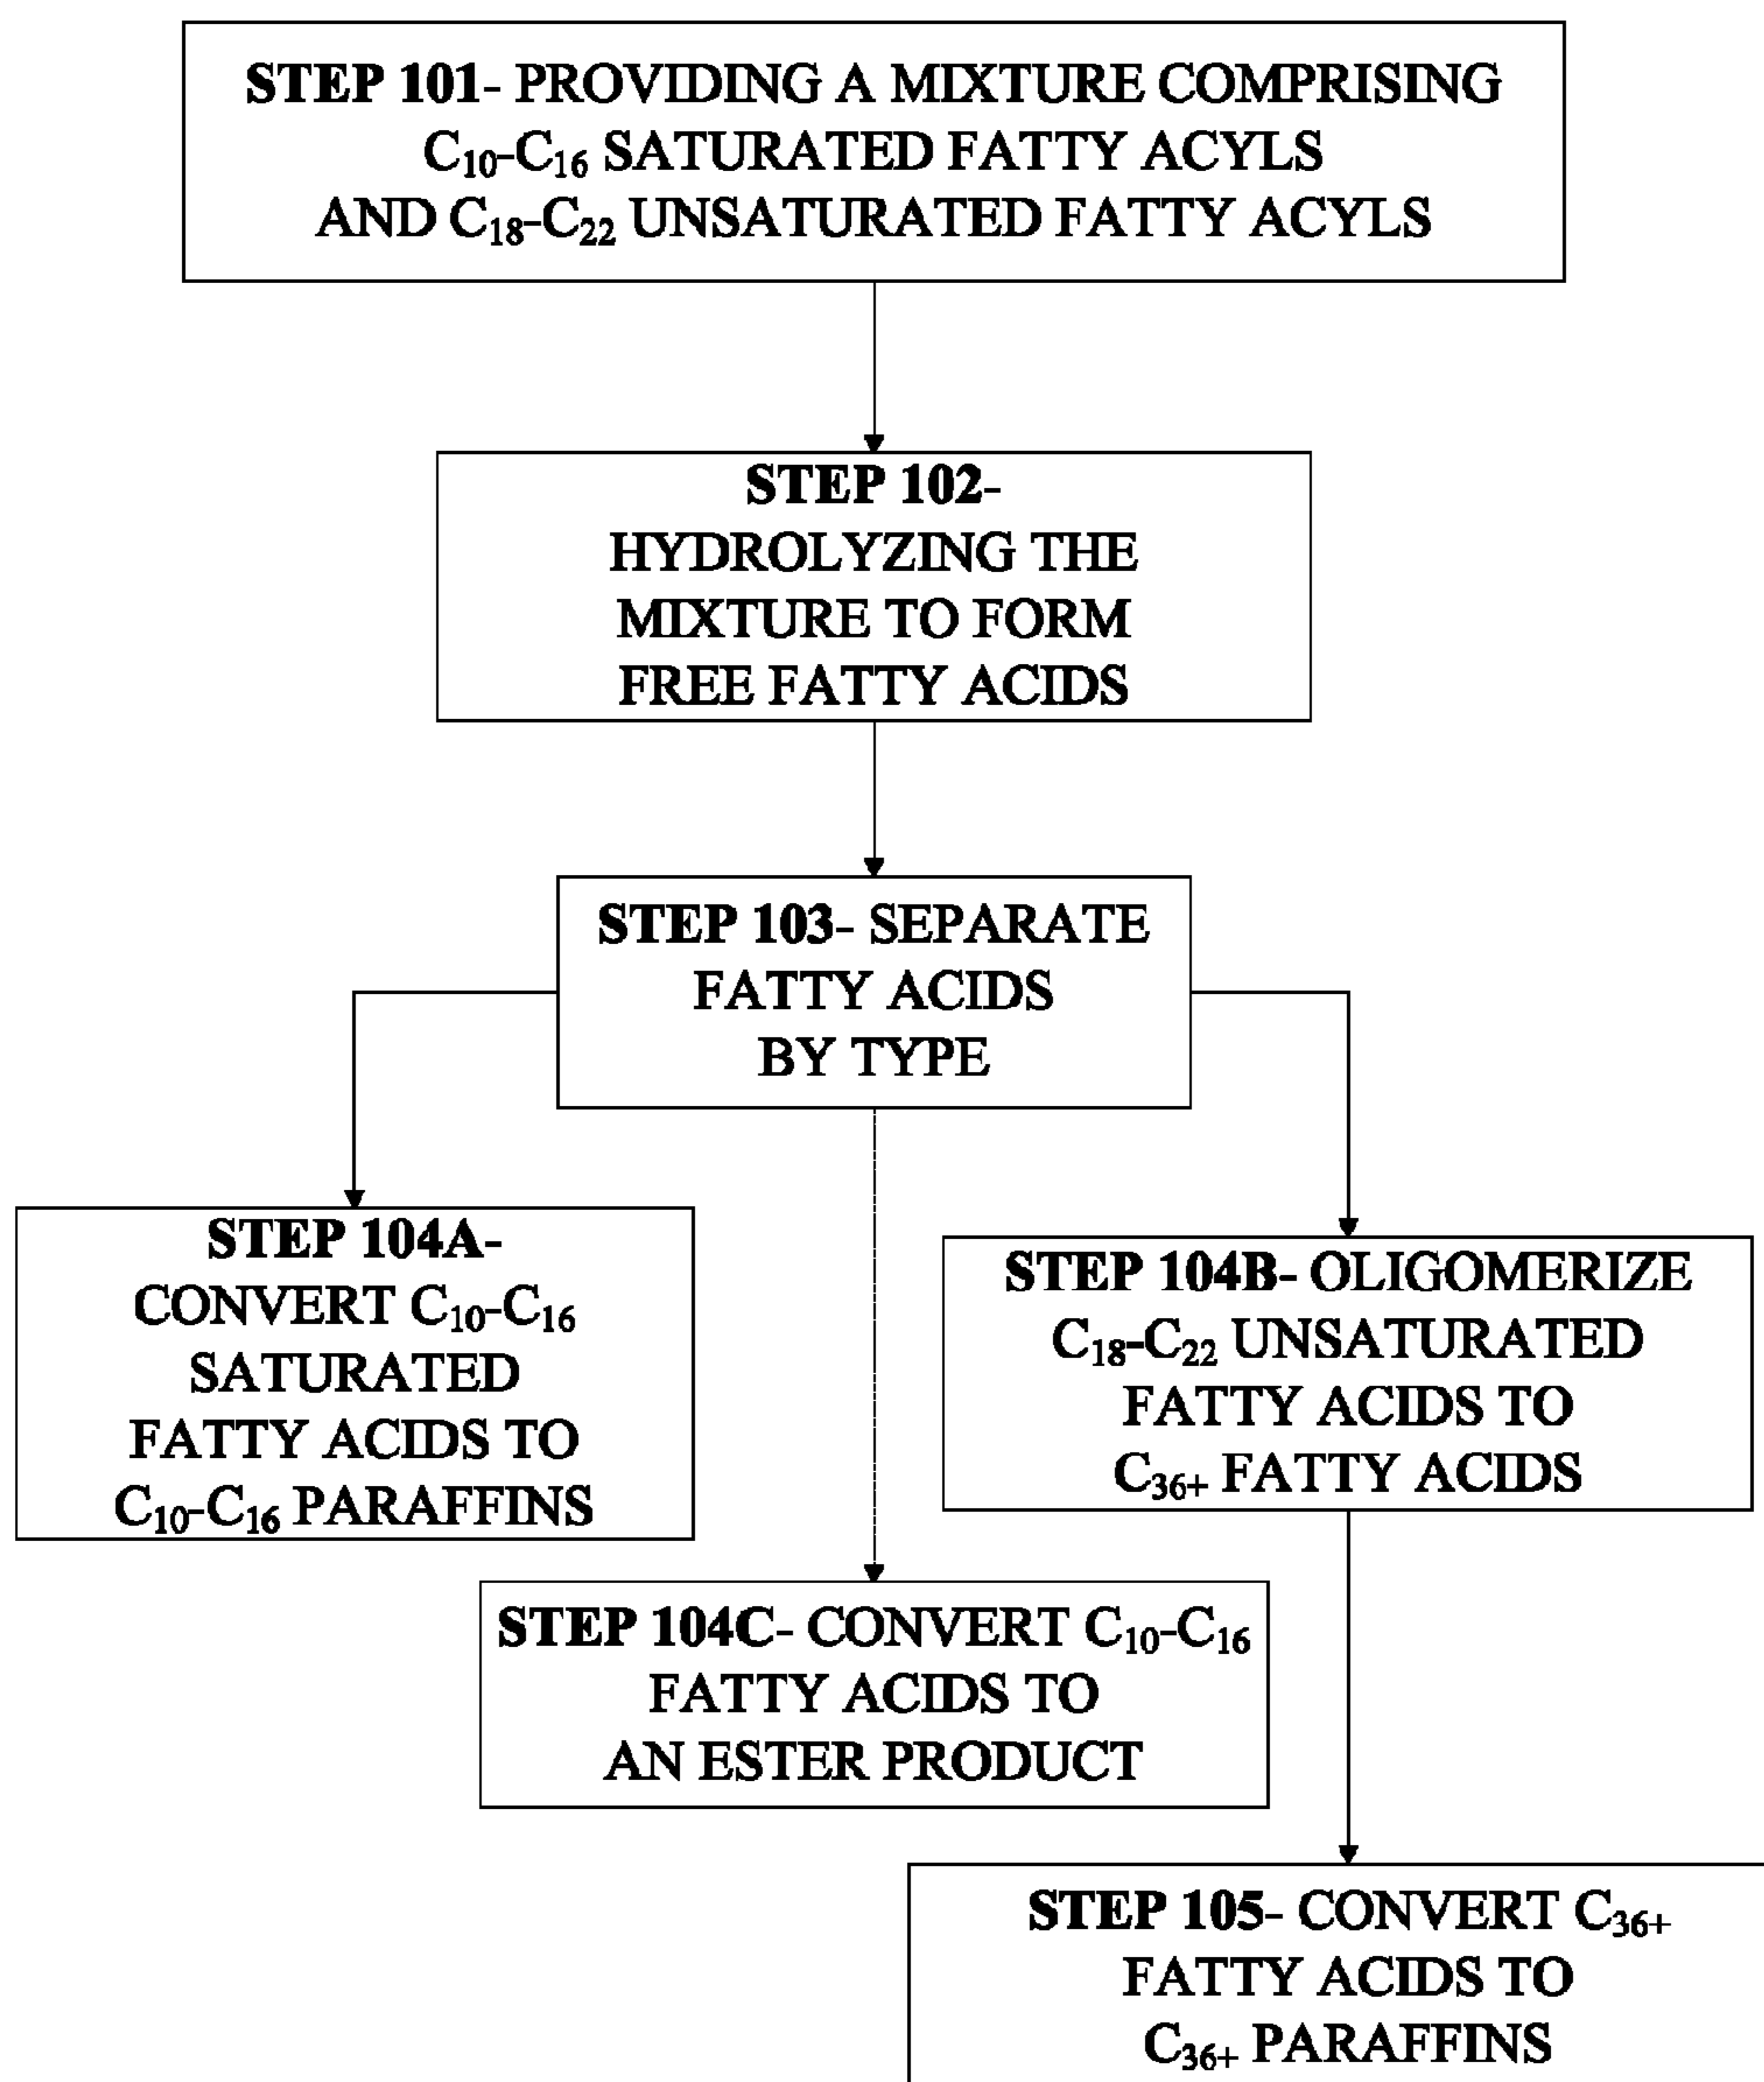 STEP 101- PROVIDING A MIXTURE COMPRISING
C₁₀-C₁₆ SATURATED FATTY ACYLS
AND C₁₈-C₂₂ UNSATURATED FATTY ACYLS
STEP 102-
HYDROLYZING THE
MIXTURE TO FORM
FREE FATTY ACIDS
STEP 103- SEPARATE
FATTY ACIDS
BY TYPE
STEP 104A-
CONVERT C₁₀-C₁₆
SATURATED
FATTY ACIDS TO
C₁₀-C₁₆ PARAFFINS
STEP 104B- OLIGOMERIZE
C₁₈-C₂₂ UNSATURATED
FATTY ACIDS TO
C₃₆₊ FATTY ACIDS
STEP 104C- CONVERT C₁₀-C₁₆
FATTY ACIDS TO
AN ESTER PRODUCT
STEP 105- CONVERT C₃₆₊
FATTY ACIDS TO
C₃₆₊ PARAFFINS